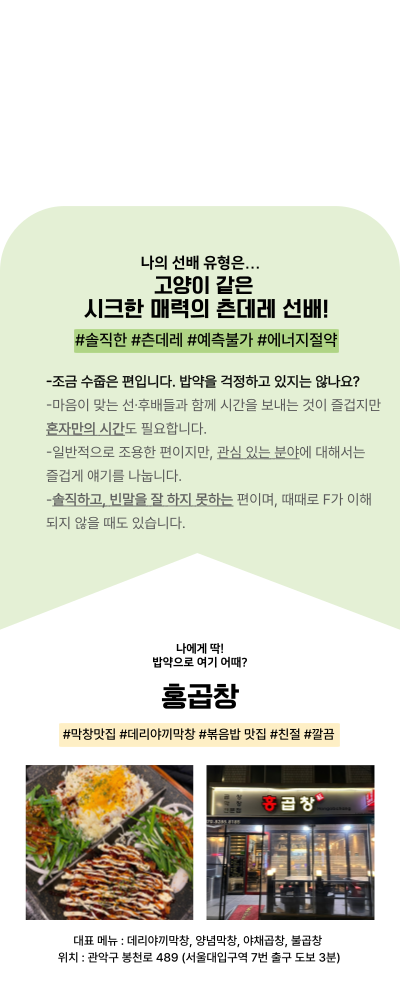 나의 선배 유형은...
고양이 같은
시크한 매력의 츤데레 선배!
#솔직한 #츤데레 #예측불가 #에너지절약
-조금 수줍은 편입니다. 밥약을 걱정하고 있지는 않나요?
-마음이 맞는 선·후배들과 함께 시간을 보내는 것이 즐겁지만
혼자만의 시간도 필요합니다.
-일반적으로 조용한 편이지만, 관심 있는 분야에 대해서는
즐겁게 얘기를 나눕니다.
-솔직하고, 빈말을 잘 하지 못하는 편이며, 때때로 F가 이해
되지 않을 때도 있습니다.
나에게 딱!
밥약으로 여기 어때?
홍곱창
#막창맛집 #데리야끼막창 #볶음밥 맛집 #친절 #깔끔
홍곱창
대표 메뉴 : 데리야끼막창, 양념막창, 야채곱창, 불곱창
위치 : 관악구 봉천로 489 (서울대입구역 7번 출구 도보 3분)